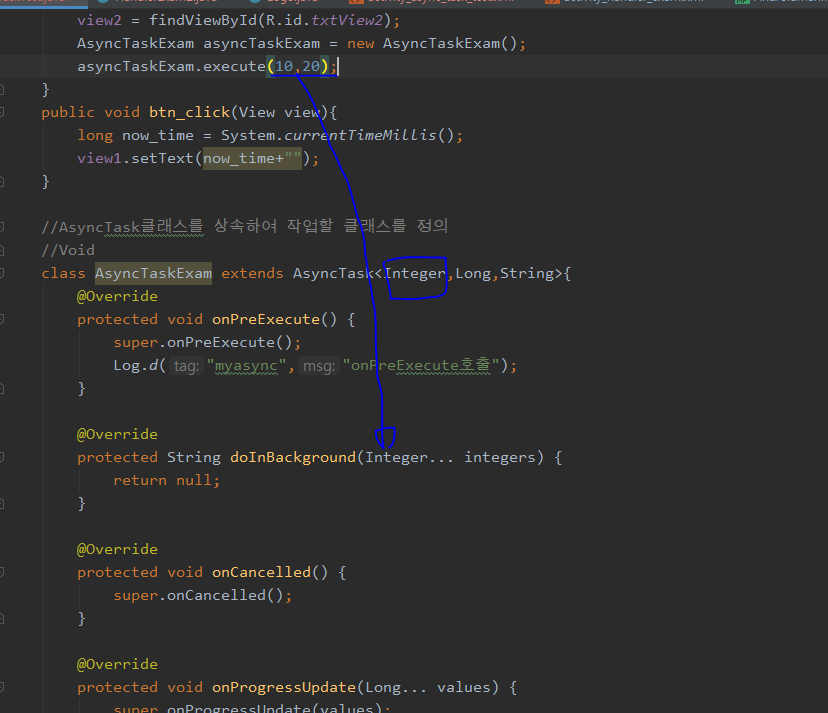 view2 = findViewById(R.id.txtView2);
AsyncTaskExam asyncTaskExam = new AsyncTaskExam();
asyncTaskExam.execute(10,20);
}
public void btn_click(View view){
long now_time = System.currentTimeMillis();
view1.setText(now_time+"");
}
//AsyncTask클래스를 상속하여 작업할 클래스를 정의
//Void
class AsyncTaskExam extends AsyncTask<Integer,Long,String>{
@Override
protected void onPreExecute() {
super.onPreExecute();
Log.d( tag: "myasync", msg: "onPreExecute호출");
}
@Override
protected String doInBackground(Integer... integers) {
return null;
}
@Override
protected void onCancelled() {
super.onCancelled();
}
@Override
protected void onProgressUpdate(Long... values) {
super.onProgressUpdate(values);